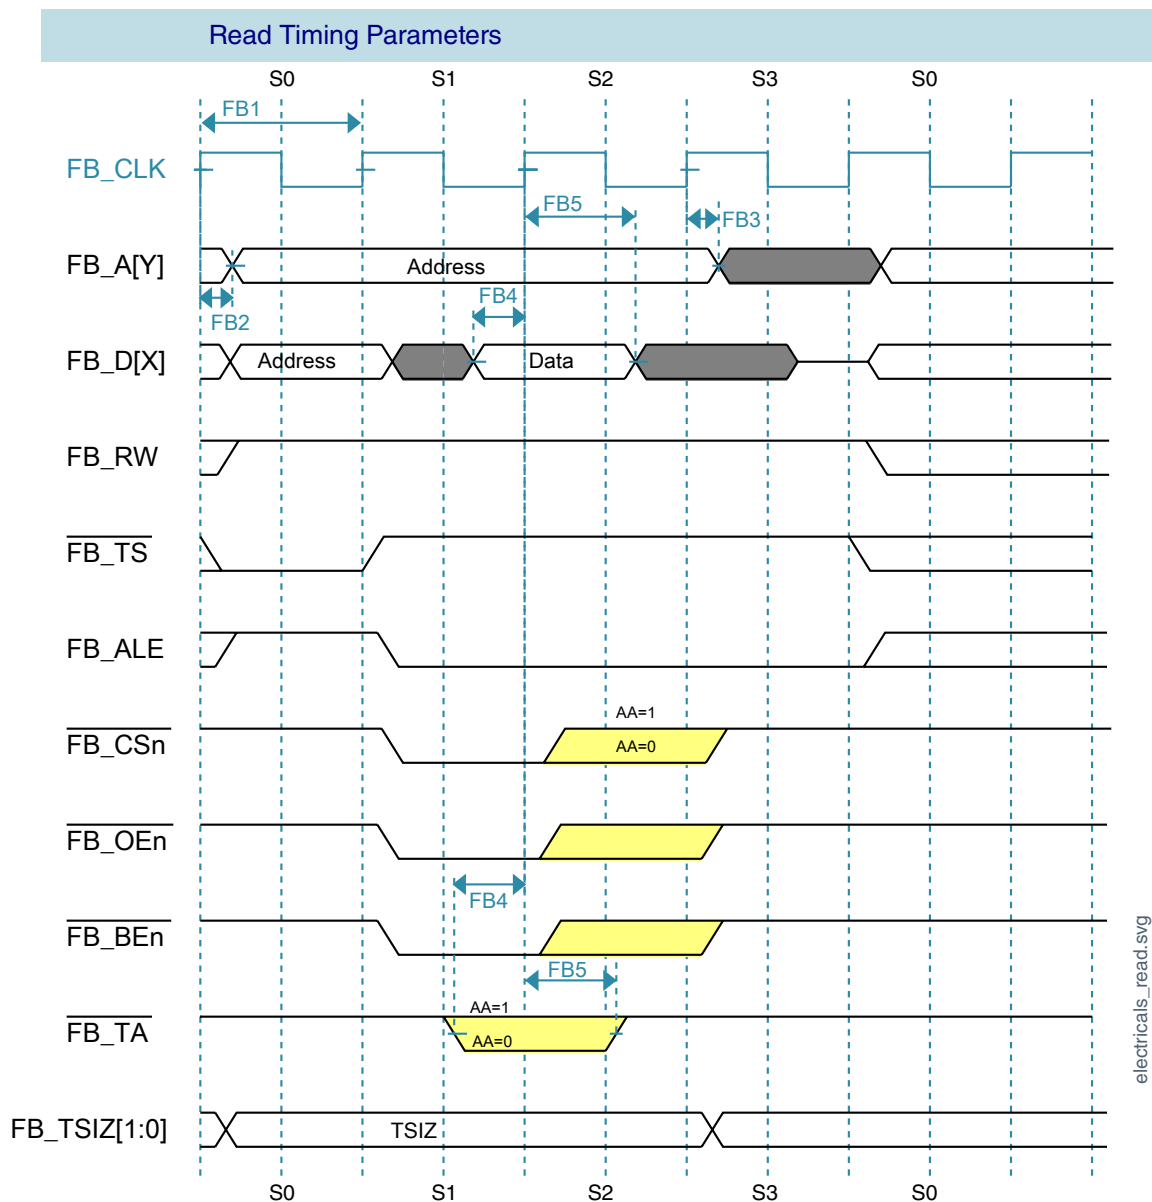 Read Timing Parameters
S0 S1 S2 S3 S0
FB1
FB_CLK
FB5
FB3
FB_A[Y]
Address
FB4
FB2
FB_D[X]
Address
Data
FB_RW
FB_TS
FB_ALE
AA=1
FB_CSn
AA=0
FB_OEn
FB4
FB_BEn
FB5
AA=1
FB_TA
AA=0
FB_TSIZ[1:0]
TSIZ
S0 S1 S2 S3 S0
electricals_read.svg